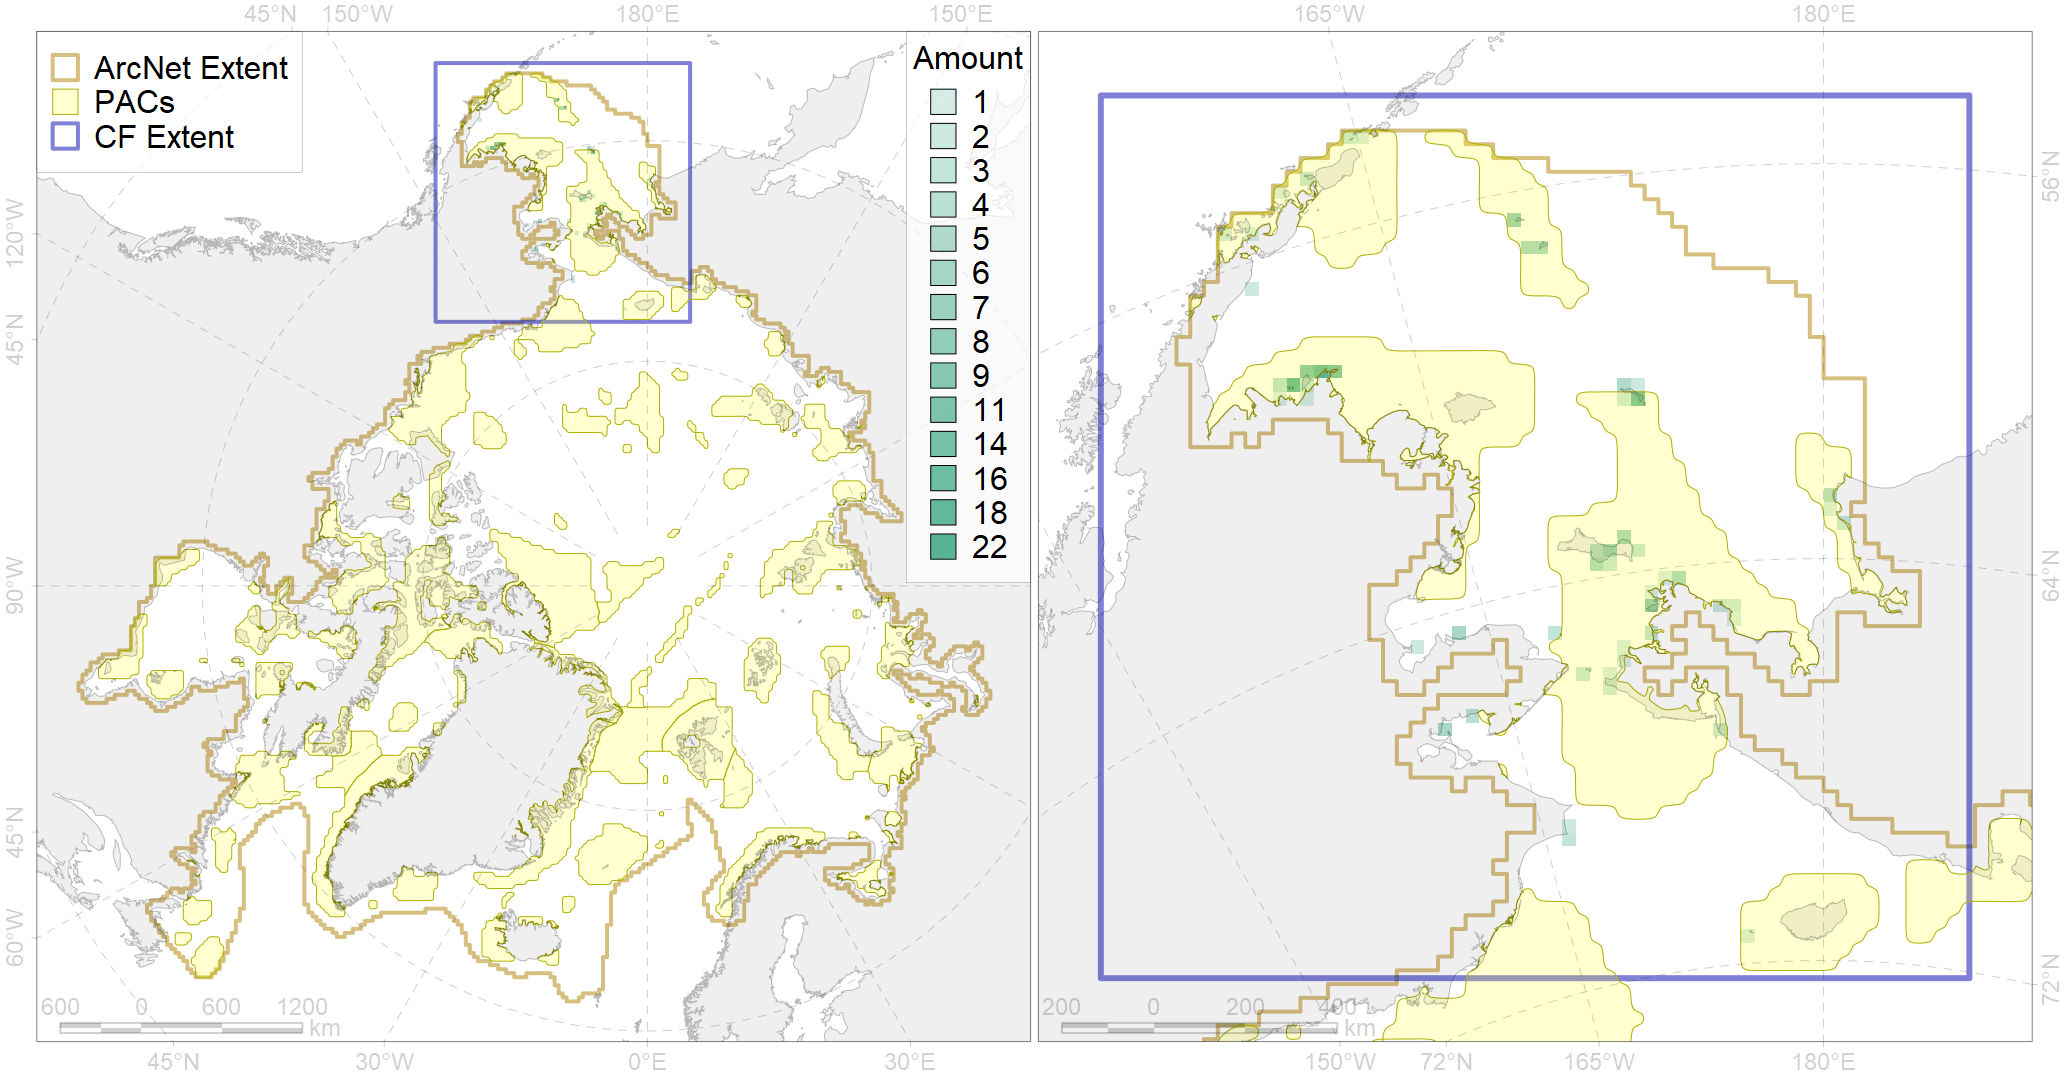 45°N 150°W 180°E 150°E 165°W 180°E
ArcNet Extent
PACs
CF Extent
Amount
1
2
3
4
5
6
7
8
9
11
14
16
18
22
120°W
45°N
90°W
45°N
60°W
56°N
64°N
72°N
600 0 600 1200
km
200 0 200 400
km
45°N 30°W 0°E 30°E 150°W 72°N 165°W 180°E